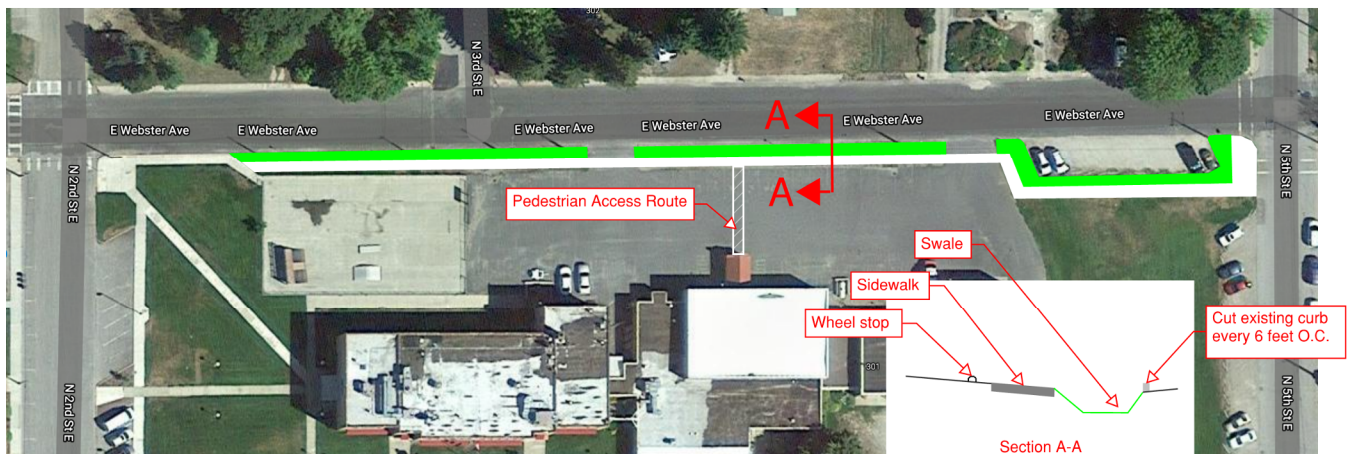 302
N 3rd St E
E Webster Ave
E Webster Ave
E Webster Ave
E Webster Ave
E Webster Ave
E Webster Ave
A
A
N 2nd St E
N 5th St E
Pedestrian Access Route
Swale
Sidewalk
Wheel stop
Cut existing curb
every 6 feet O.C.
301
N 2nd St E
N 5th St E
Section A-A